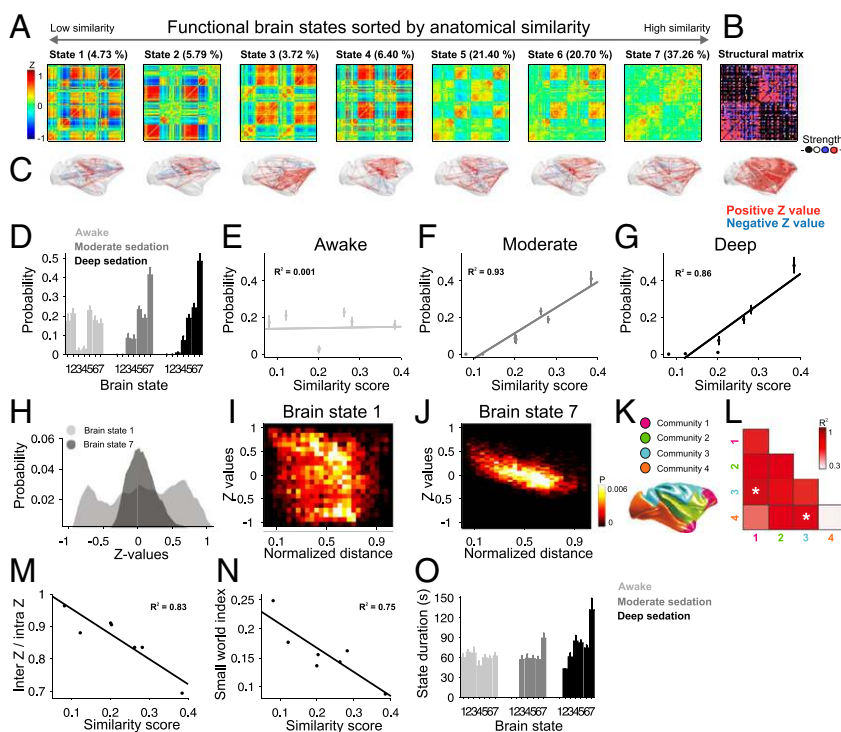 A
Functional brain states sorted by anatomical similarity
B
Low similarity
High similarity
State 1 (4.73 %)
State 2 (5.79 %)
State 3 (3.72 %)
State 4 (6.40 %)
State 5 (21.40 %)
State 6 (20.70 %)
State 7 (37.26 %)
Structural matrix
Z
1
0
-1
Strength
-
C
Positive Z value
Negative Z value
D
Awake
Moderate sedation
Deep sedation
Probability
0.5
0.4
0.3
0.2
0.1
0
1234567
1234567
1234567
Brain state
E
Awake
R² = 0.001
Probability
0.4
0.2
0
0.1 0.2 0.3 0.4
Similarity score
F
Moderate
R² = 0.93
Probability
0.4
0.2
0
0.1 0.2 0.3 0.4
Similarity score
G
Deep
R² = 0.86
Probability
0.4
0.2
0
0.1 0.2 0.3 0.4
Similarity score
H
Brain state 1
Brain state 7
Probability
0.06
0.04
0.02
-1 -0.5 0 0.5 1
Z-values
I
Brain state 1
Z values
1
0.5
0
-0.5
-1
0.1 0.5 0.9
Normalized distance
J
Brain state 7
Z values
1
0.5
0
-0.5
-1
0.1 0.5 0.9
Normalized distance
P
0.006
0
K
Community 1
Community 2
Community 3
Community 4
L
R²
1
0.3
1
2
3
4
*
*
1 2 3 4
M
R² = 0.83
Inter Z / intra Z
1
0.9
0.8
0.7
0.1 0.2 0.3 0.4
Similarity score
N
R² = 0.75
Small world index
0,25
0.2
0.15
0.1
0.1 0.2 0.3 0.4
Similarity score
O
Awake
Moderate sedation
Deep sedation
State duration (s)
150
120
90
60
30
0
1234567
1234567
1234567
Brain state